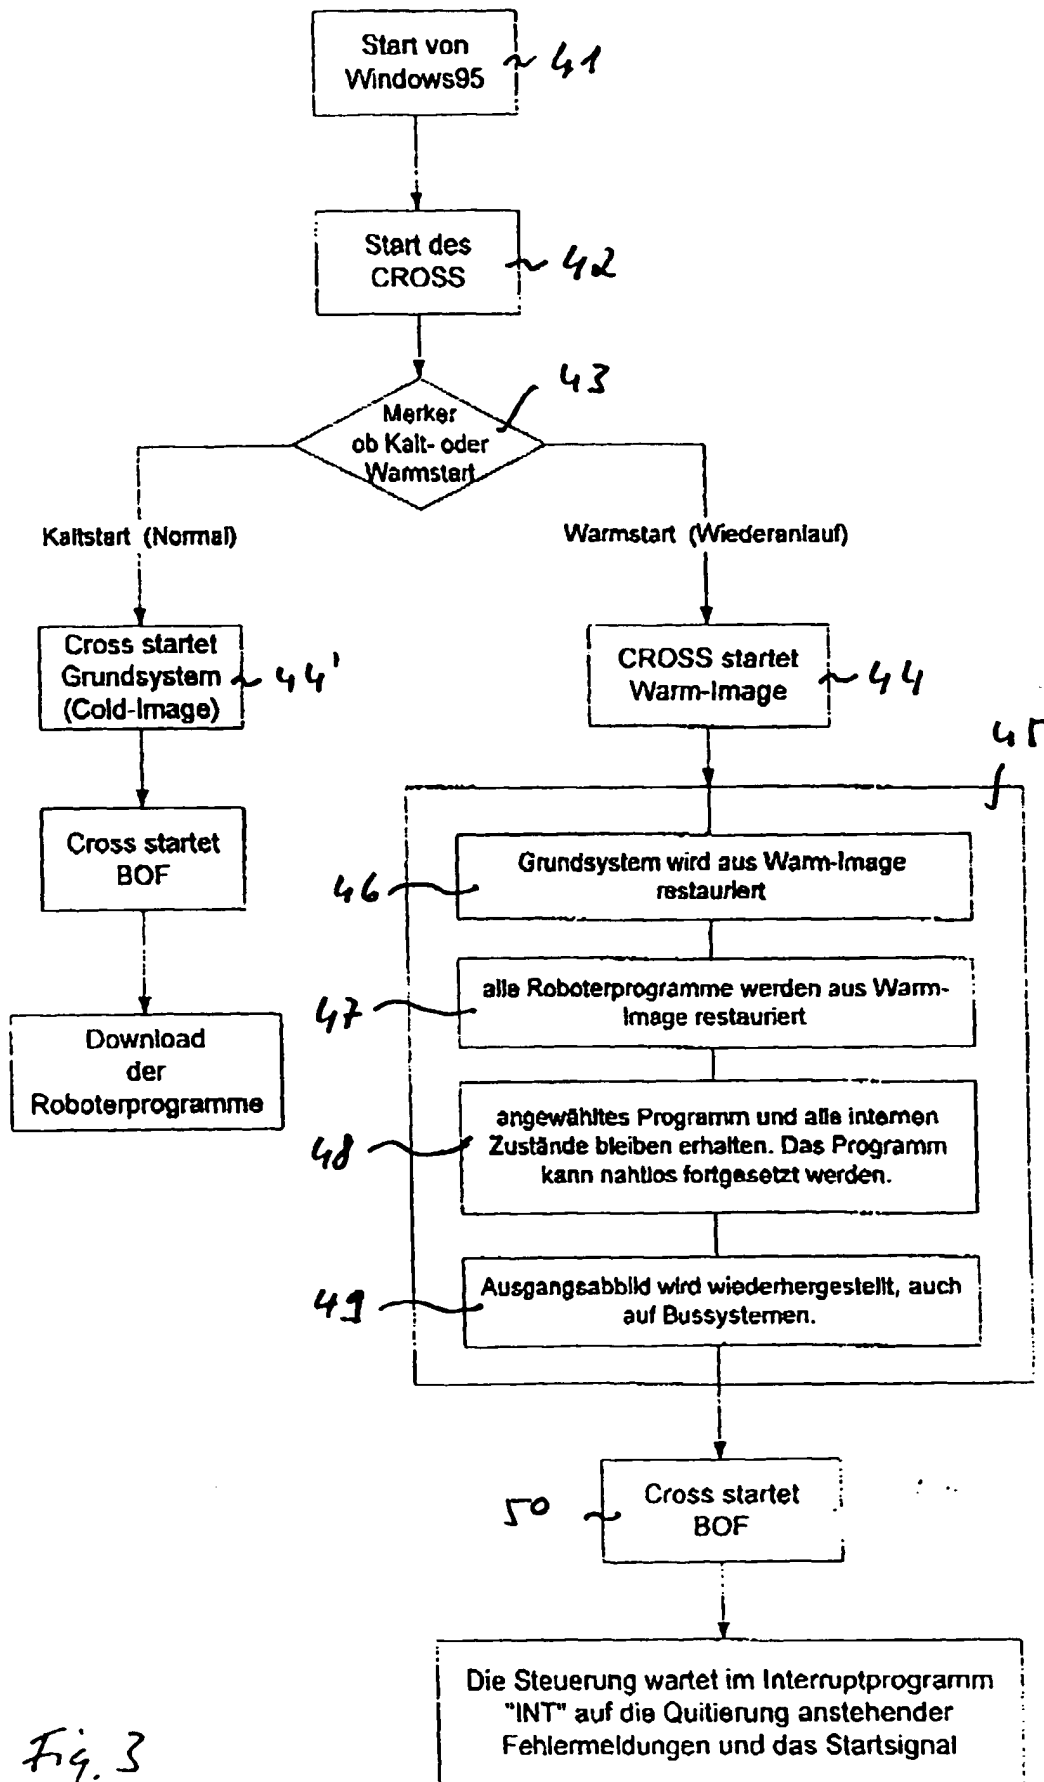 Start von
Windows95
41
Start des
CROSS
42
43
Merker
ob Kalt- oder
Warmstart
Kaltstart (Normal)
Warmstart (Wiederanlauf)
Cross startet
Grundsystem
(Cold-Image)
44'
CROSS startet
Warm-Image
44
45
Cross startet
BOF
Grundsystem wird aus Warm-Image
restauriert
46
alle Roboterprogramme werden aus Warm-
Image restauriert
47
Download
der
Roboterprogramme
angewähltes Programm und alle internen
Zustände bleiben erhalten. Das Programm
kann nahtlos fortgesetzt werden.
48
Ausgangsabbild wird wiederhergestellt, auch
auf Bussystemen.
49
Cross startet
BOF
50
Die Steuerung wartet im Interruptprogramm
"INT" auf die Quitierung anstehender
Fehlermeldungen und das Startsignal
Fig. 3